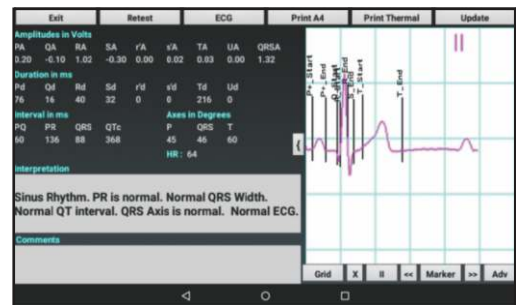 Exit Retest ECG Print A4 Print Thermal Update
Amplitudes in Volts
PA QA RA SA r'A s'A TA UA QRSA
0.20 -0.10 1.02 -0.30 0.00 0.02 0.03 0.00 1.32
Duration in ms
Pd Qd Rd Sd r'd s'd Td Ud
76 16 40 32 0 0 216 0
Interval in ms Axes in Degrees
PQ PR QRS QTc P QRS T
60 136 88 368 45 46 60
HR: 64
Interpretation
Sinus Rhythm. PR is normal. Normal QRS Width.
Normal QT interval. QRS Axis is normal. Normal ECG.
Comments
II
P+_Start
P+_End
T_Start
T_End
{
Grid X II << Marker >> Adv